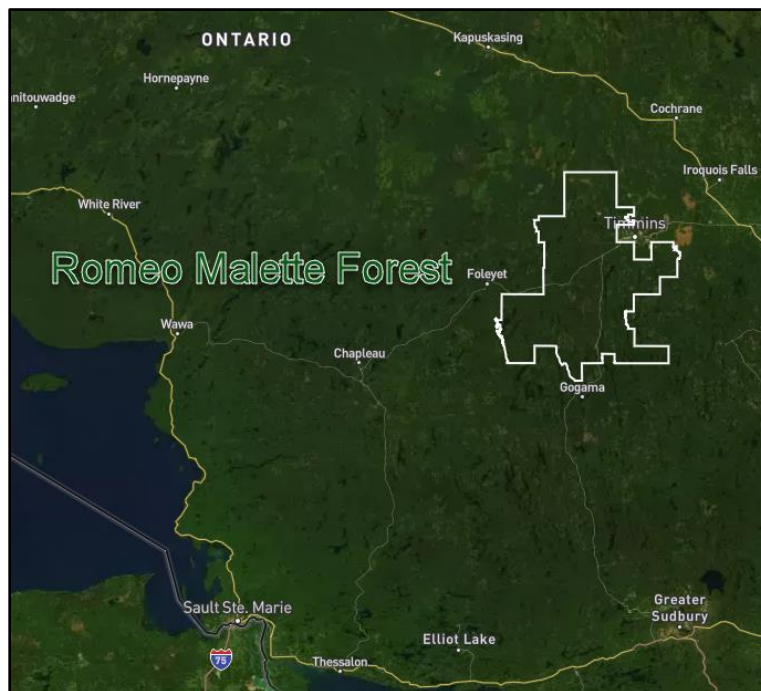 ONTARIO
Kapuskasing
Hornepayne
anitouwadge
Cochrane
Iroquois Falls
White River
Timmins
Romeo Malette Forest
Foleyet
Wawa
Chapleau
Gogama
Sault Ste. Marie
75
Thessalon
Elliot Lake
Greater
Sudbury